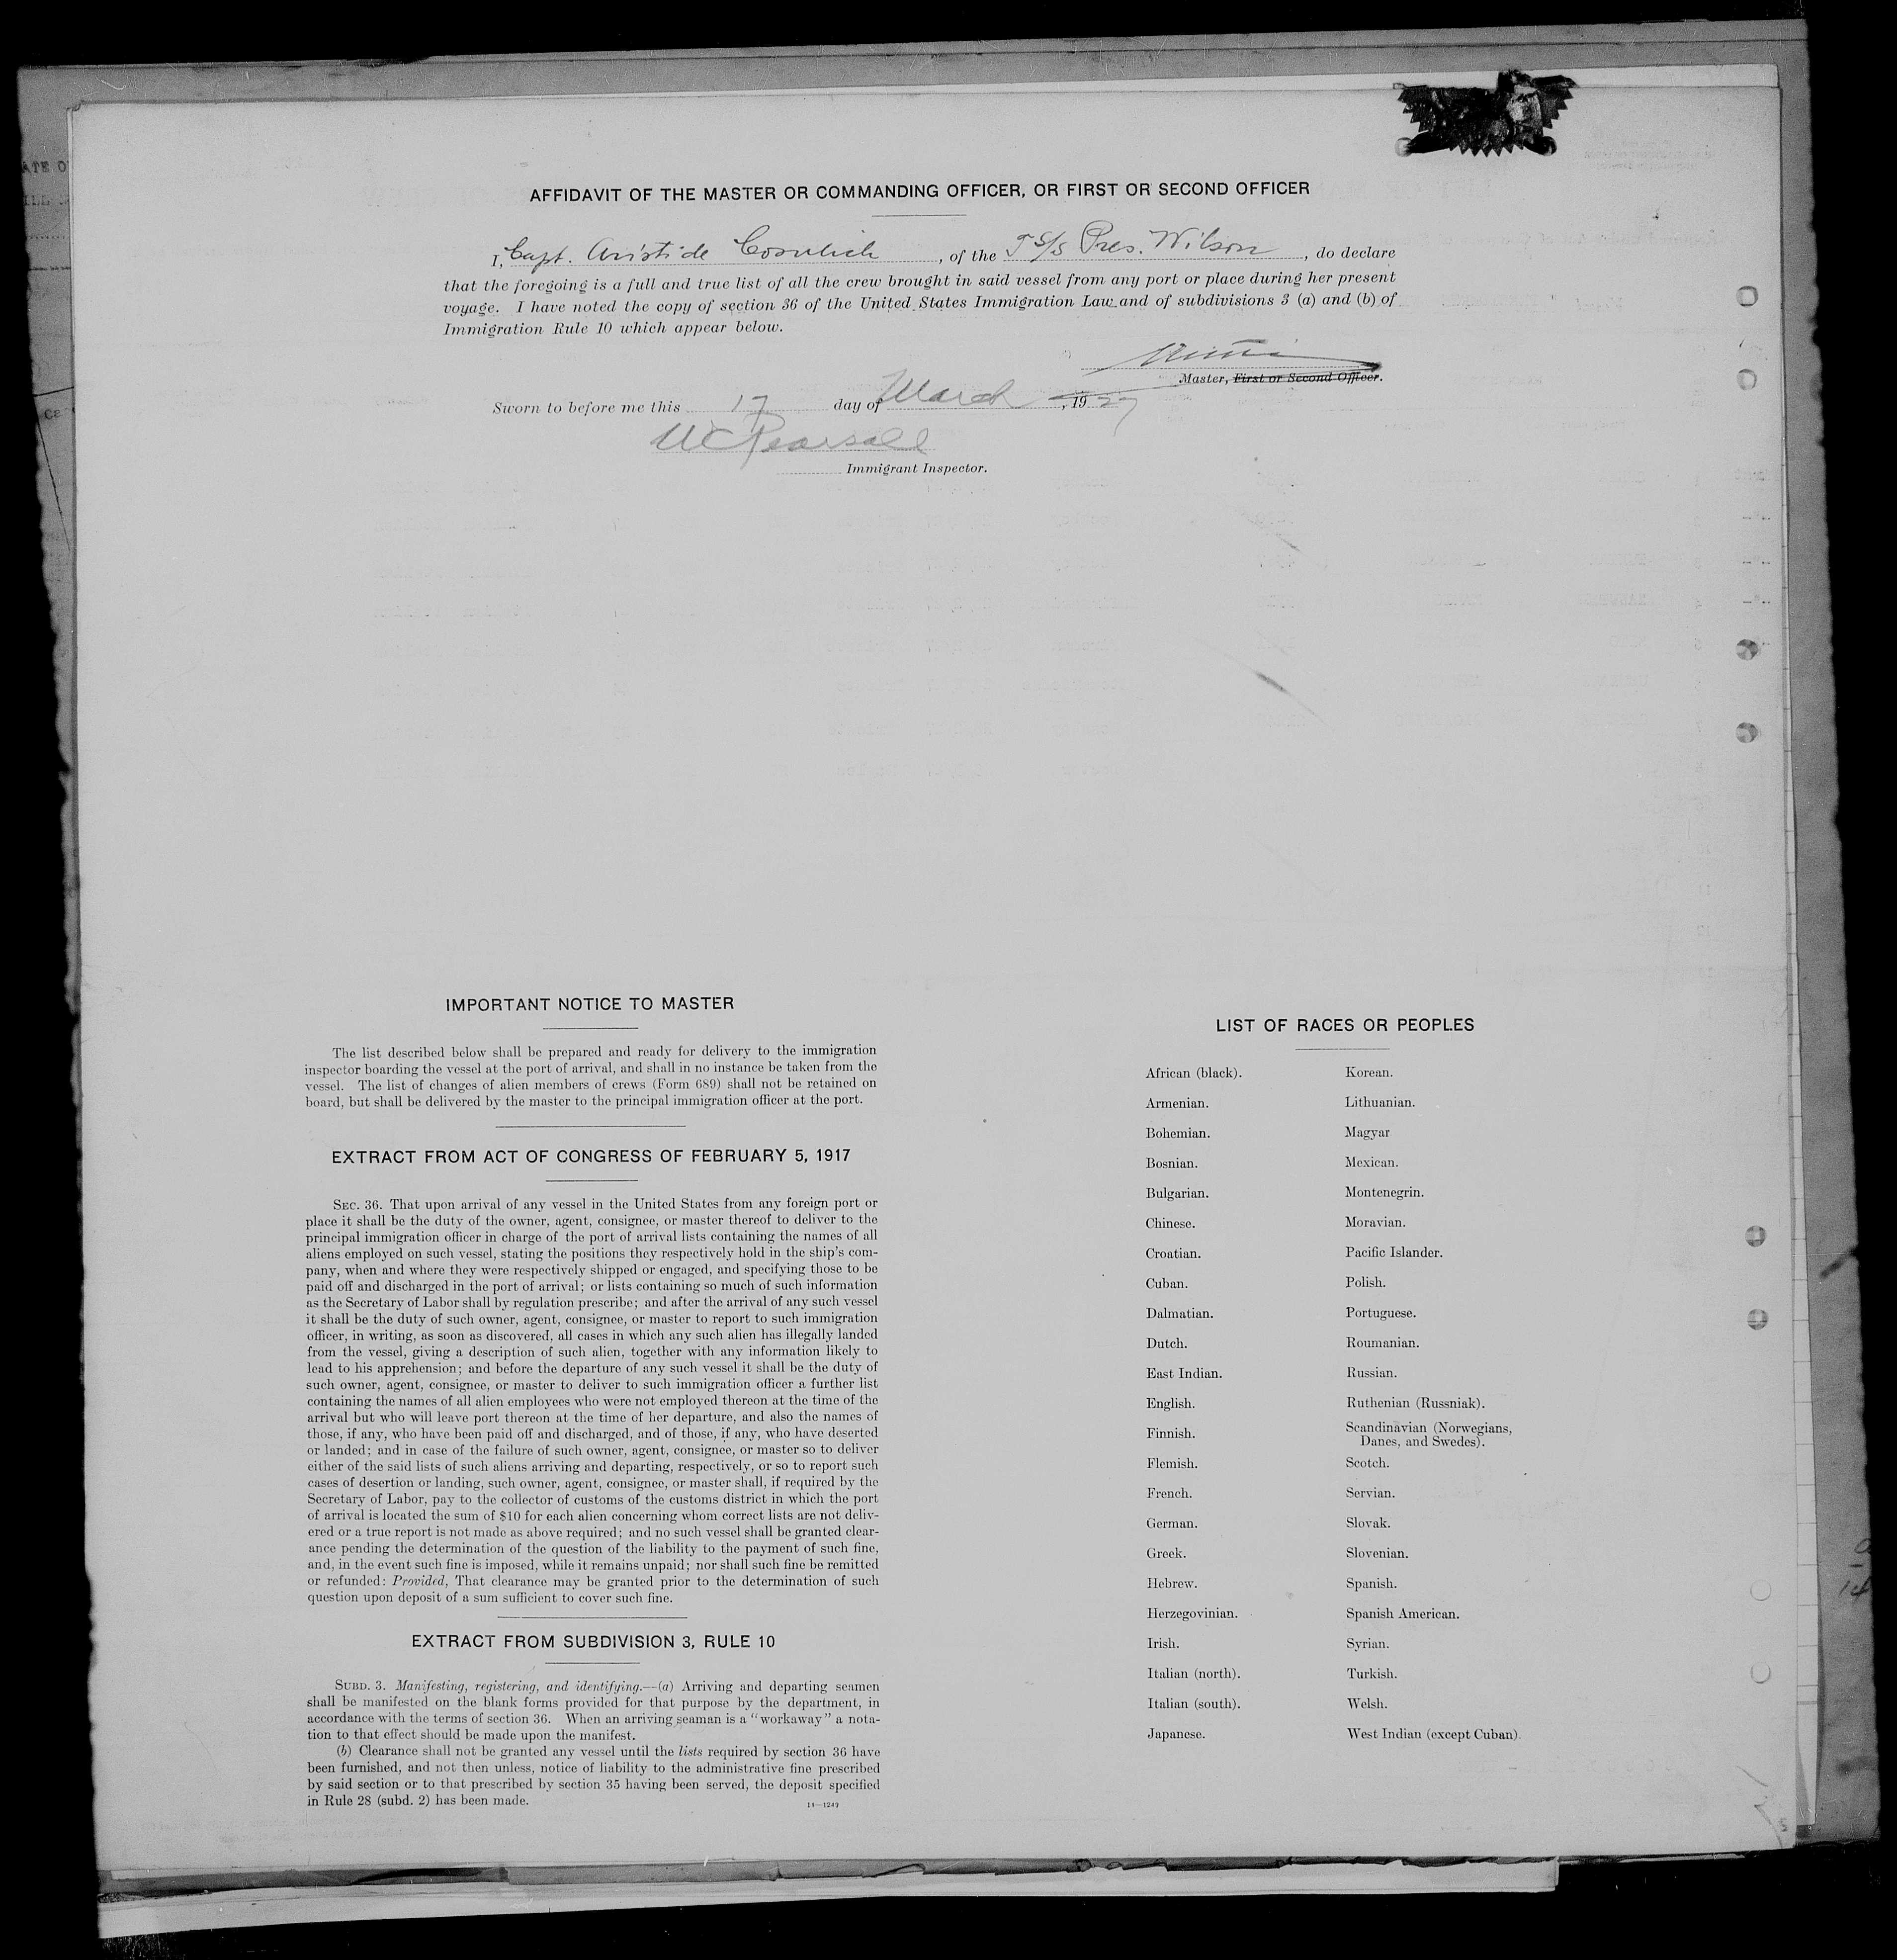 AFFIDAVIT OF THE MASTER OR COMMANDING OFFICER, OR FIRST OR SECOND OFFICER
I, Capt. Aristide Cosulich, of the T S/S Pres. Wilson, do declare
that the foregoing is a full and true list of all the crew brought in said vessel from any port or place during her present
voyage. I have noted the copy of section 36 of the United States Immigration Law and of subdivisions 3 (a) and (b) of
Immigration Rule 10 which appear below.
Master, First or Second Officer.
Sworn to before me this 17 day of March, 1927
W C Pearsall
Immigrant Inspector.
IMPORTANT NOTICE TO MASTER
The list described below shall be prepared and ready for delivery to the immigration
inspector boarding the vessel at the port of arrival, and shall in no instance be taken from the
vessel. The list of changes of alien members of crews (Form 689) shall not be retained on
board, but shall be delivered by the master to the principal immigration officer at the port.
EXTRACT FROM ACT OF CONGRESS OF FEBRUARY 5, 1917
SEC. 36. That upon arrival of any vessel in the United States from any foreign port or
place it shall be the duty of the owner, agent, consignee, or master thereof to deliver to the
principal immigration officer in charge of the port of arrival lists containing the names of all
aliens employed on such vessel, stating the positions they respectively hold in the ship's com-
pany, when and where they were respectively shipped or engaged, and specifying those to be
paid off and discharged in the port of arrival; or lists containing so much of such information
as the Secretary of Labor shall by regulation prescribe; and after the arrival of any such vessel
it shall be the duty of such owner, agent, consignee, or master to report to such immigration
officer, in writing, as soon as discovered, all cases in which any such alien has illegally landed
from the vessel, giving a description of such alien, together with any information likely to
lead to his apprehension; and before the departure of any such vessel it shall be the duty of
such owner, agent, consignee, or master to deliver to such immigration officer a further list
containing the names of all alien employees who were not employed thereon at the time of the
arrival but who will leave port thereon at the time of her departure, and also the names of
those, if any, who have been paid off and discharged, and of those, if any, who have deserted
or landed; and in case of the failure of such owner, agent, consignee, or master so to deliver
either of the said lists of such aliens arriving and departing, respectively, or so to report such
cases of desertion or landing, such owner, agent, consignee, or master shall, if required by the
Secretary of Labor, pay to the collector of customs of the customs district in which the port
of arrival is located the sum of $10 for each alien concerning whom correct lists are not deliv-
ered or a true report is not made as above required; and no such vessel shall be granted clear-
ance pending the determination of the question of the liability to the payment of such fine,
and, in the event such fine is imposed, while it remains unpaid; nor shall such fine be remitted
or refunded: Provided, That clearance may be granted prior to the determination of such
question upon deposit of a sum sufficient to cover such fine.
EXTRACT FROM SUBDIVISION 3, RULE 10
SUBD. 3. Manifesting, registering, and identifying.—(a) Arriving and departing seamen
shall be manifested on the blank forms provided for that purpose by the department, in
accordance with the terms of section 36. When an arriving seaman is a "workaway" a nota-
tion to that effect should be made upon the manifest.
(b) Clearance shall not be granted any vessel until the lists required by section 36 have
been furnished, and not then unless, notice of liability to the administrative fine prescribed
by said section or to that prescribed by section 35 having been served, the deposit specified
in Rule 28 (subd. 2) has been made.
14—1249
LIST OF RACES OR PEOPLES
African (black). Korean.
Armenian. Lithuanian.
Bohemian. Magyar
Bosnian. Mexican.
Bulgarian. Montenegrin.
Chinese. Moravian.
Croatian. Pacific Islander.
Cuban. Polish.
Dalmatian. Portuguese.
Dutch. Roumanian.
East Indian. Russian.
English. Ruthenian (Russniak).
Finnish. Scandinavian (Norwegians,
Danes, and Swedes).
Flemish. Scotch.
French. Servian.
German. Slovak.
Greek. Slovenian.
Hebrew. Spanish.
Herzegovinian. Spanish American.
Irish. Syrian.
Italian (north). Turkish.
Italian (south). Welsh.
Japanese. West Indian (except Cuban).